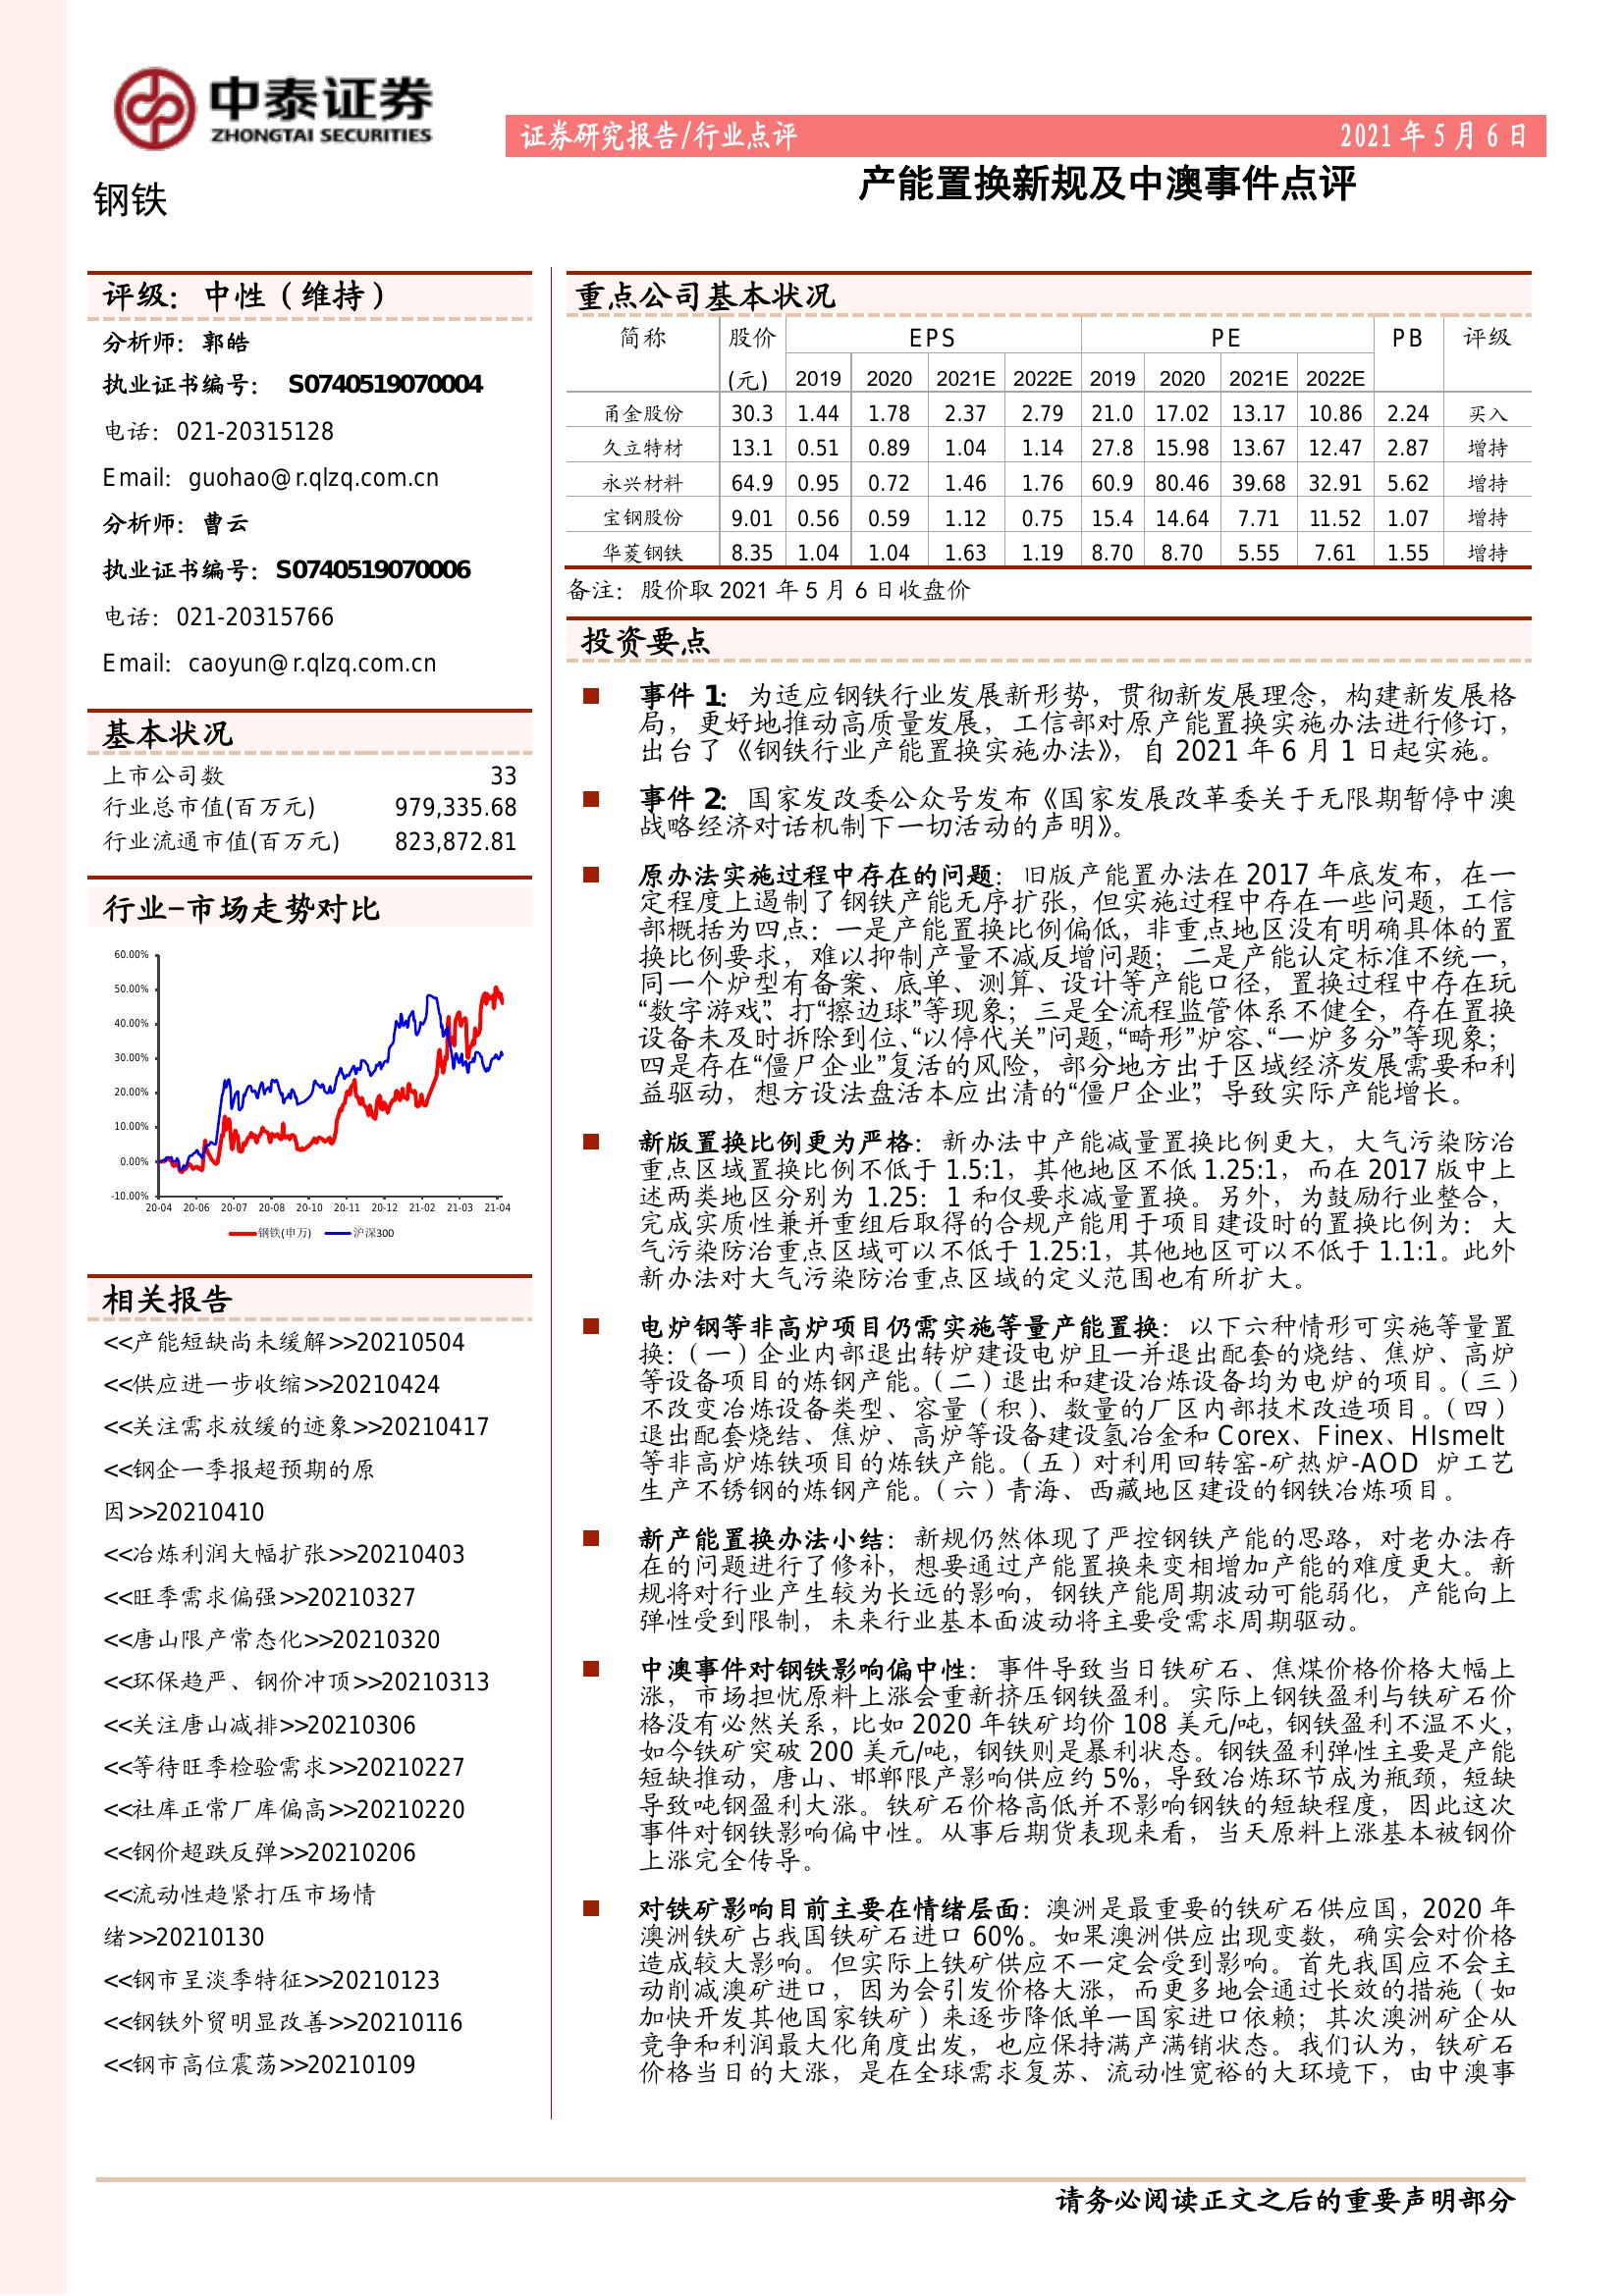 中泰证券
ZHONGTAI SECURITIES
证券研究报告/行业点评 2021 年 5 月 6 日
产能置换新规及中澳事件点评
钢铁
评级：中性（维持）
分析师：郭皓
执业证书编号： S0740519070004
电话：021-20315128
Email：guohao@r.qlzq.com.cn
分析师：曹云
执业证书编号：S0740519070006
电话：021-20315766
Email：caoyun@r.qlzq.com.cn
基本状况
上市公司数 33
行业总市值(百万元) 979,335.68
行业流通市值(百万元) 823,872.81
行业-市场走势对比
60.00%
50.00%
40.00%
30.00%
20.00%
10.00%
0.00%
-10.00%
20-04 20-06 20-07 20-08 20-10 20-11 20-12 21-02 21-03 21-04
钢铁(申万) 沪深300
相关报告
<<产能短缺尚未缓解>>20210504
<<供应进一步收缩>>20210424
<<关注需求放缓的迹象>>20210417
<<钢企一季报超预期的原
因>>20210410
<<冶炼利润大幅扩张>>20210403
<<旺季需求偏强>>20210327
<<唐山限产常态化>>20210320
<<环保趋严、钢价冲顶>>20210313
<<关注唐山减排>>20210306
<<等待旺季检验需求>>20210227
<<社库正常厂库偏高>>20210220
<<钢价超跌反弹>>20210206
<<流动性趋紧打压市场情
绪>>20210130
<<钢市呈淡季特征>>20210123
<<钢铁外贸明显改善>>20210116
<<钢市高位震荡>>20210109
重点公司基本状况
简称 股价 EPS PE PB 评级
(元) 2019 2020 2021E 2022E 2019 2020 2021E 2022E
甬金股份 30.3 1.44 1.78 2.37 2.79 21.0 17.02 13.17 10.86 2.24 买入
久立特材 13.1 0.51 0.89 1.04 1.14 27.8 15.98 13.67 12.47 2.87 增持
永兴材料 64.9 0.95 0.72 1.46 1.76 60.9 80.46 39.68 32.91 5.62 增持
宝钢股份 9.01 0.56 0.59 1.12 0.75 15.4 14.64 7.71 11.52 1.07 增持
华菱钢铁 8.35 1.04 1.04 1.63 1.19 8.70 8.70 5.55 7.61 1.55 增持
备注：股价取 2021 年 5 月 6 日收盘价
投资要点
■ 事件 1：为适应钢铁行业发展新形势，贯彻新发展理念，构建新发展格
局，更好地推动高质量发展，工信部对原产能置换实施办法进行修订，
出台了《钢铁行业产能置换实施办法》，自 2021 年 6 月 1 日起实施。
■ 事件 2：国家发改委公众号发布《国家发展改革委关于无限期暂停中澳
战略经济对话机制下一切活动的声明》。
■ 原办法实施过程中存在的问题：旧版产能置办法在 2017 年底发布，在一
定程度上遏制了钢铁产能无序扩张，但实施过程中存在一些问题，工信
部概括为四点：一是产能置换比例偏低，非重点地区没有明确具体的置
换比例要求，难以抑制产量不减反增问题；二是产能认定标准不统一，
同一个炉型有备案、底单、测算、设计等产能口径，置换过程中存在玩
“数字游戏”、打“擦边球”等现象；三是全流程监管体系不健全，存在置换
设备未及时拆除到位、“以停代关”问题，“畸形”炉容、“一炉多分”等现象；
四是存在“僵尸企业”复活的风险，部分地方出于区域经济发展需要和利
益驱动，想方设法盘活本应出清的“僵尸企业”，导致实际产能增长。
■ 新版置换比例更为严格：新办法中产能减量置换比例更大，大气污染防治
重点区域置换比例不低于 1.5:1，其他地区不低 1.25:1，而在 2017 版中上
述两类地区分别为 1.25：1 和仅要求减量置换。另外，为鼓励行业整合，
完成实质性兼并重组后取得的合规产能用于项目建设时的置换比例为：大
气污染防治重点区域可以不低于 1.25:1，其他地区可以不低于 1.1:1。此外
新办法对大气污染防治重点区域的定义范围也有所扩大。
■ 电炉钢等非高炉项目仍需实施等量产能置换：以下六种情形可实施等量置
换：（一）企业内部退出转炉建设电炉且一并退出配套的烧结、焦炉、高炉
等设备项目的炼钢产能。（二）退出和建设冶炼设备均为电炉的项目。（三）
不改变冶炼设备类型、容量（积）、数量的厂区内部技术改造项目。（四）
退出配套烧结、焦炉、高炉等设备建设氢冶金和 Corex、Finex、HIsmelt
等非高炉炼铁项目的炼铁产能。（五）对利用回转窑-矿热炉-AOD 炉工艺
生产不锈钢的炼钢产能。（六）青海、西藏地区建设的钢铁冶炼项目。
■ 新产能置换办法小结：新规仍然体现了严控钢铁产能的思路，对老办法存
在的问题进行了修补，想要通过产能置换来变相增加产能的难度更大。新
规将对行业产生较为长远的影响，钢铁产能周期波动可能弱化，产能向上
弹性受到限制，未来行业基本面波动将主要受需求周期驱动。
■ 中澳事件对钢铁影响偏中性：事件导致当日铁矿石、焦煤价格价格大幅上
涨，市场担忧原料上涨会重新挤压钢铁盈利。实际上钢铁盈利与铁矿石价
格没有必然关系，比如 2020 年铁矿均价 108 美元/吨，钢铁盈利不温不火，
如今铁矿突破 200 美元/吨，钢铁则是暴利状态。钢铁盈利弹性主要是产能
短缺推动，唐山、邯郸限产影响供应约 5%，导致冶炼环节成为瓶颈，短缺
导致吨钢盈利大涨。铁矿石价格高低并不影响钢铁的短缺程度，因此这次
事件对钢铁影响偏中性。从事后期货表现来看，当天原料上涨基本被钢价
上涨完全传导。
■ 对铁矿影响目前主要在情绪层面：澳洲是最重要的铁矿石供应国，2020 年
澳洲铁矿占我国铁矿石进口 60%。如果澳洲供应出现变数，确实会对价格
造成较大影响。但实际上铁矿供应不一定会受到影响。首先我国应不会主
动削减澳矿进口，因为会引发价格大涨，而更多地会通过长效的措施（如
加快开发其他国家铁矿）来逐步降低单一国家进口依赖；其次澳洲矿企从
竞争和利润最大化角度出发，也应保持满产满销状态。我们认为，铁矿石
价格当日的大涨，是在全球需求复苏、流动性宽裕的大环境下，由中澳事
请务必阅读正文之后的重要声明部分